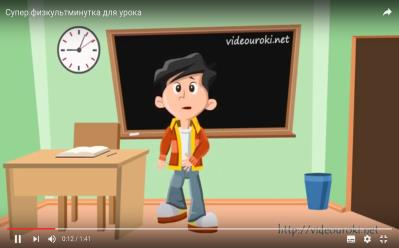 Супер физкультминутка для урока
videouroki.net
http://videouroki.net
0:12 / 1:41